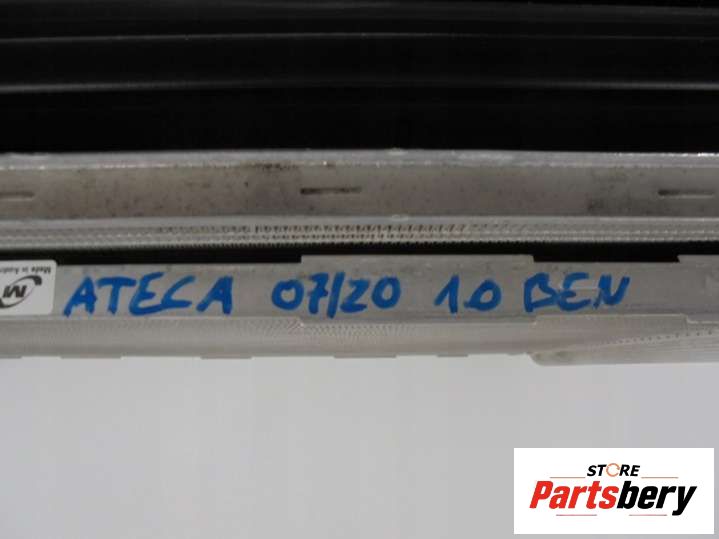 ATECA 07/20 1.0 BEN
M
STORE
Partsbery